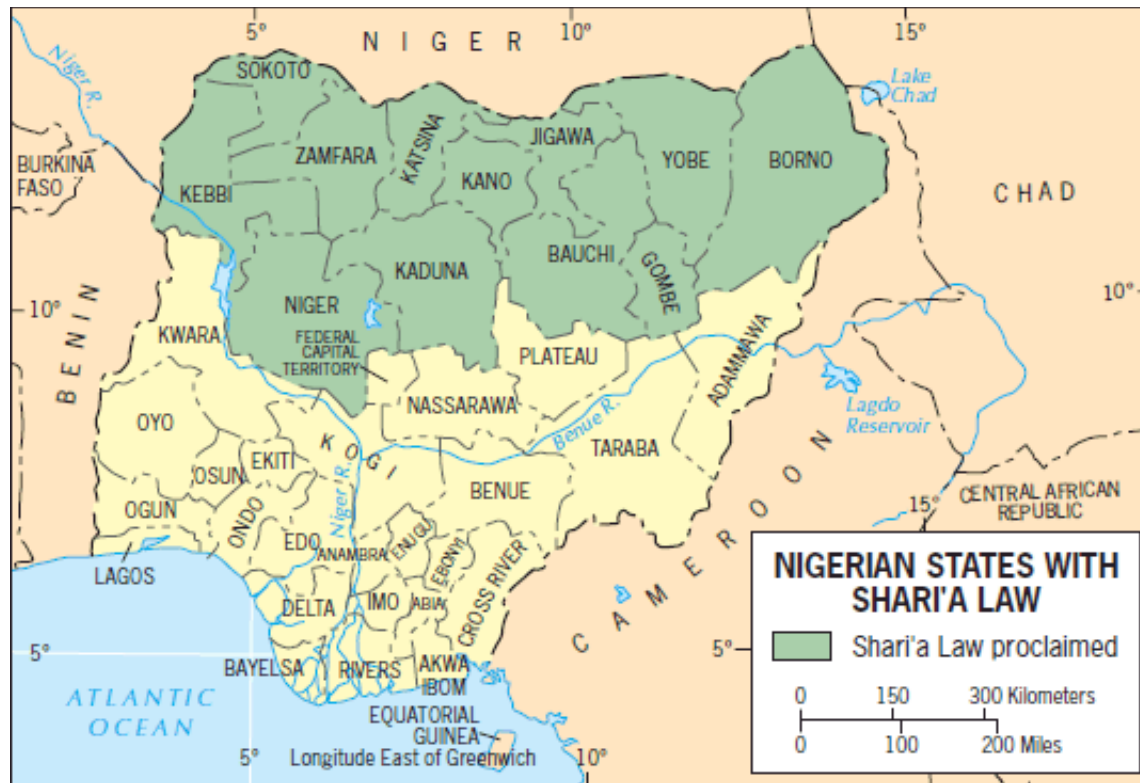 5°
10°
15°
NIGER
Niger R.
SOKOTO
Lake
Chad
JIGAWA
ZAMFARA
KATSINA
YOBE
BORNO
BURKINA
FASO
KANO
KEBBI
CHAD
BAUCHI
KADUNA
GOMBE
NIGER
10°
10°
BENIN
KWARA
FEDERAL
CAPITAL
TERRITORY
PLATEAU
ADAMMAWA
NASSARAWA
Benue R.
Lagdo
Reservoir
OYO
KOGI
TARABA
EKITI
OSUN
BENUE
CENTRAL AFRICAN
REPUBLIC
15°
OGUN
ONDO
Niger R.
EDO
ANAMBRA
ENUGU
EBONYI
CROSS RIVER
CAMEROON
LAGOS
DELTA
IMO
ABIA
NIGERIAN STATES WITH
SHARI'A LAW
Shari'a Law proclaimed
5°
5°
BAYELSA
RIVERS
AKWA
IBOM
0 150 300 Kilometers
0 100 200 Miles
ATLANTIC
OCEAN
EQUATORIAL
GUINEA
5°
Longitude East of Greenwich
10°